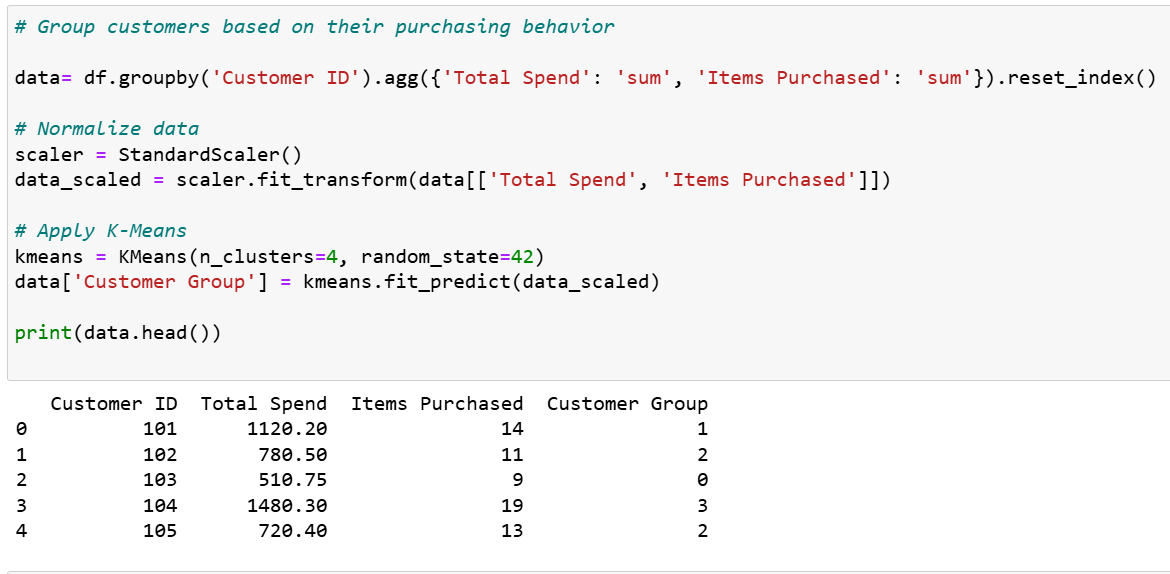 # Group customers based on their purchasing behavior
data= df.groupby('Customer ID').agg({'Total Spend': 'sum', 'Items Purchased': 'sum'}).reset_index()
# Normalize data
scaler = StandardScaler()
data_scaled = scaler.fit_transform(data[['Total Spend', 'Items Purchased']])
# Apply K-Means
kmeans = KMeans(n_clusters=4, random_state=42)
data['Customer Group'] = kmeans.fit_predict(data_scaled)
print(data.head())
Customer ID Total Spend Items Purchased Customer Group
0 101 1120.20 14 1
1 102 780.50 11 2
2 103 510.75 9 0
3 104 1480.30 19 3
4 105 720.40 13 2